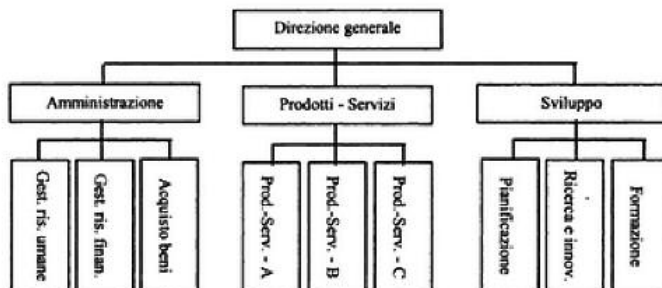 Direzione generale
Amministrazione
Prodotti - Servizi
Sviluppo
Gest. ris. umane
Gest. ris. finan.
Acquisto beni
Prod.-Serv. - A
Prod.-Serv. - B
Prod.-Serv. - C
Pianificazione
Ricerca e innov.
Formazione